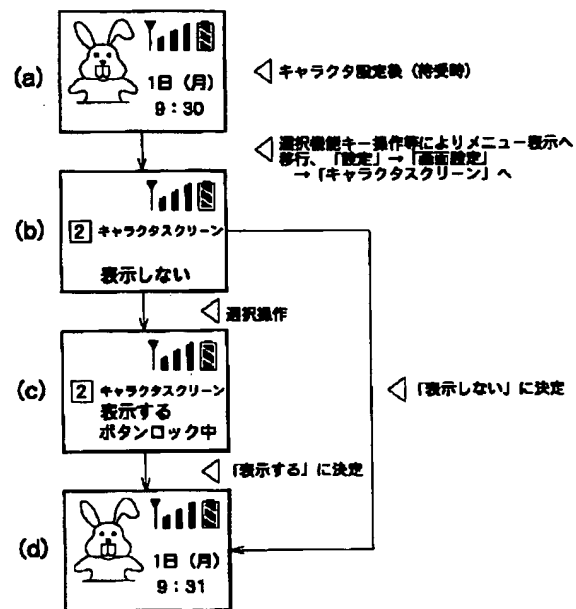 (a)
1日 (月)
9:30
キャラクタ設定後 (待受時)
選択機能キー操作等によりメニュー表示へ
移行、「設定」→「画面設定」
→「キャラクタスクリーン」へ
(b)
2 キャラクタスクリーン
表示しない
選択操作
(c)
2 キャラクタスクリーン
表示する
ボタンロック中
「表示しない」に決定
「表示する」に決定
(d)
1日 (月)
9:31